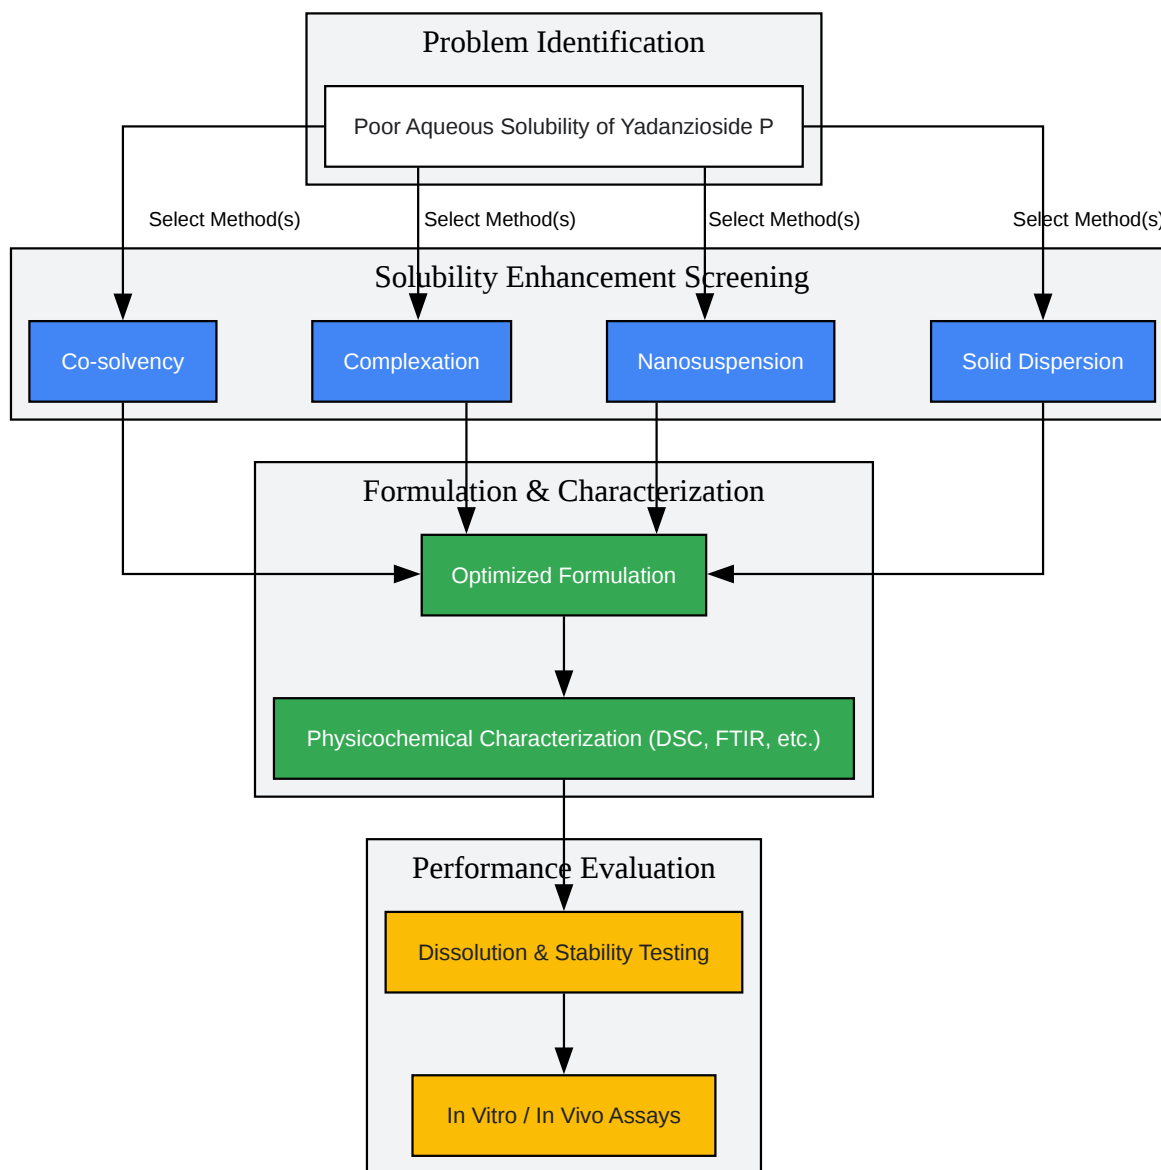 Problem Identification
Poor Aqueous Solubility of Yadanzioside P
Select Method(s)
Select Method(s)
Select Method(s)
Select Method(s)
Solubility Enhancement Screening
Co-solvency
Complexation
Nanosuspension
Solid Dispersion
Formulation & Characterization
Optimized Formulation
Physicochemical Characterization (DSC, FTIR, etc.)
Performance Evaluation
Dissolution & Stability Testing
In Vitro / In Vivo Assays